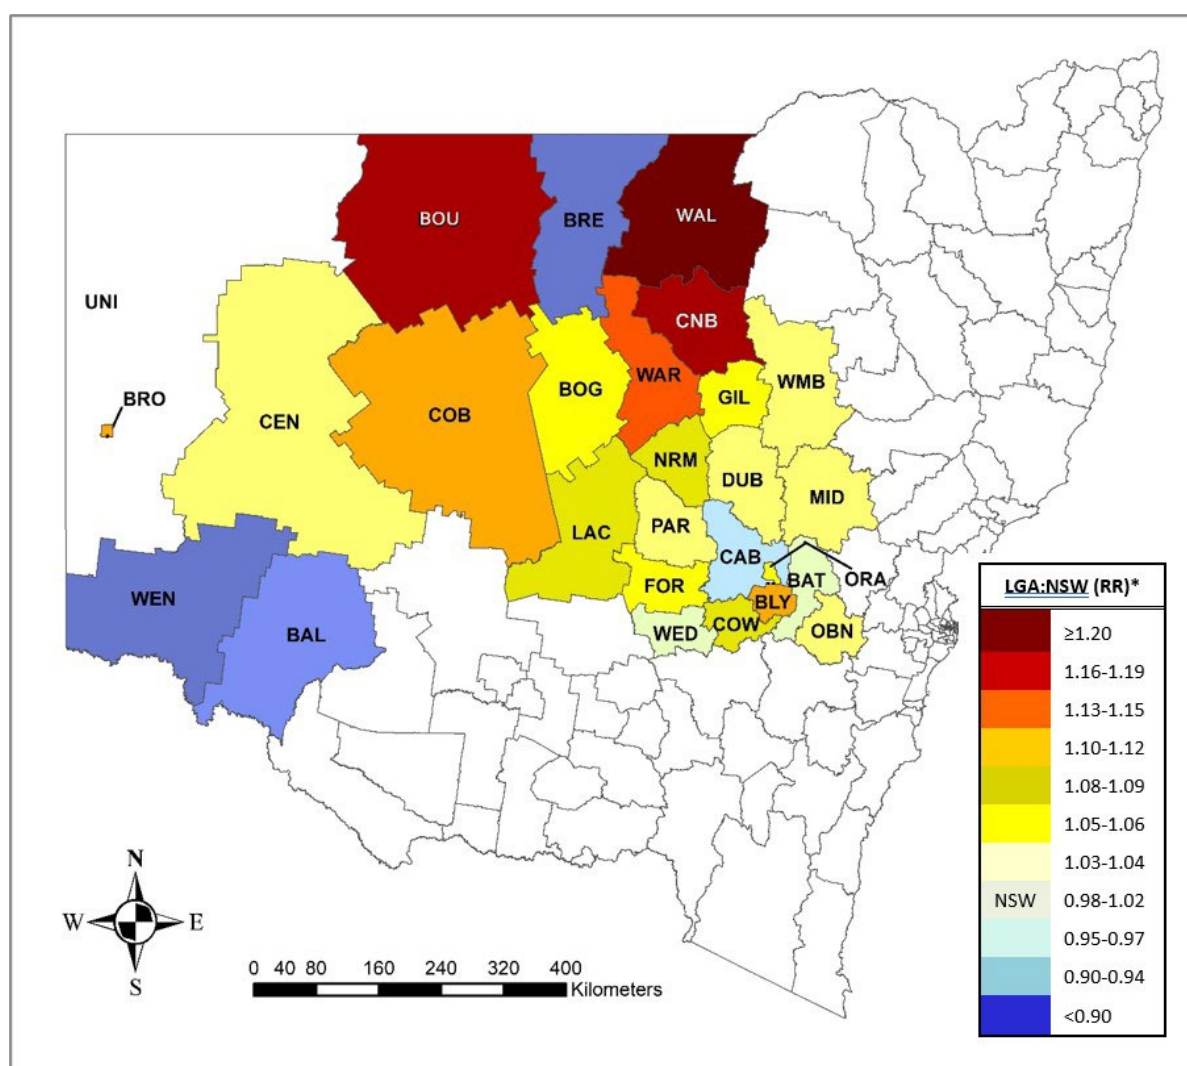 BOU
BRE
WAL
UNI
CNB
BRO
CEN
COB
BOG
WAR
GIL
WMB
NRM
DUB
MID
LAC
PAR
CAB
WEN
BAL
FOR
BAT
ORA
BLY
WED
COW
OBN
LGA:NSW (RR)*
≥1.20
1.16-1.19
1.13-1.15
1.10-1.12
1.08-1.09
1.05-1.06
1.03-1.04
NSW 0.98-1.02
0.95-0.97
0.90-0.94
<0.90
N
W E
S
0 40 80 160 240 320 400
Kilometers